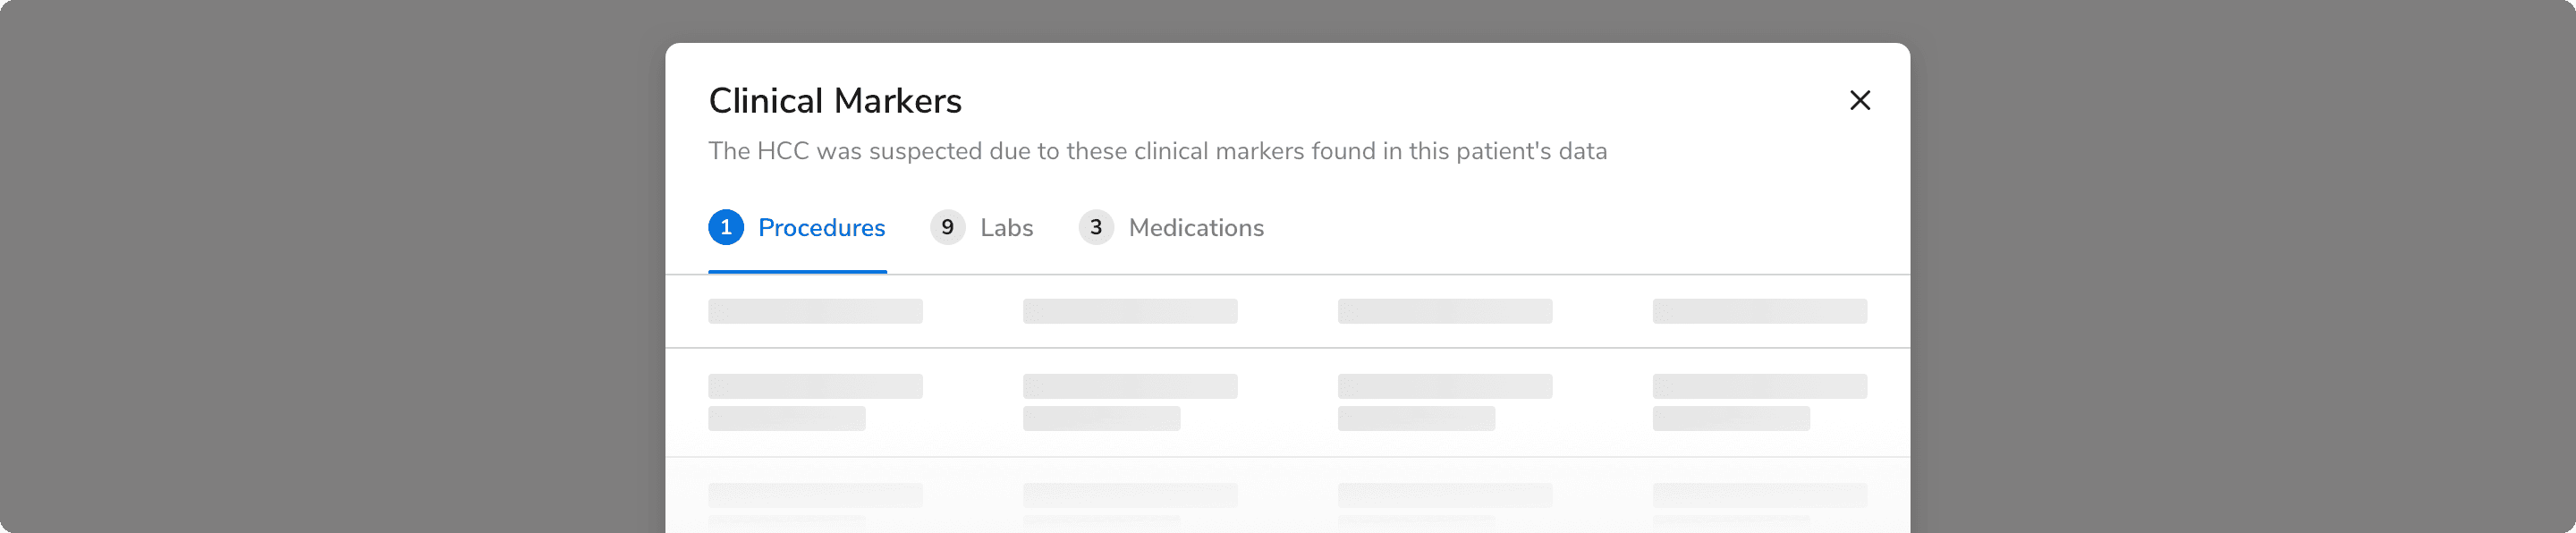 Clinical Markers
The HCC was suspected due to these clinical markers found in this patient's data
1 Procedures 9 Labs 3 Medications